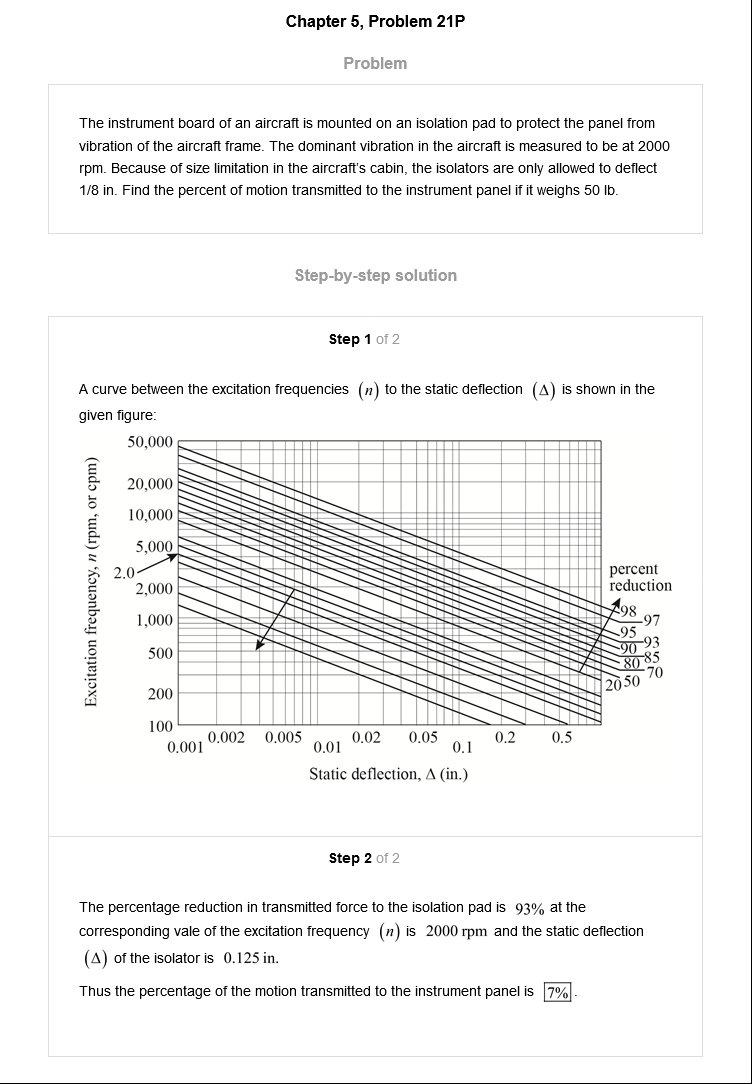 Chapter 5, Problem 21P
Problem
The instrument board of an aircraft is mounted on an isolation pad to protect the panel from
vibration of the aircraft frame. The dominant vibration in the aircraft is measured to be at 2000
rpm. Because of size limitation in the aircraft's cabin, the isolators are only allowed to deflect
1/8 in. Find the percent of motion transmitted to the instrument panel if it weighs 50 lb.
Step-by-step solution
Step 1 of 2
A curve between the excitation frequencies (n) to the static deflection (Δ) is shown in the
given figure:
Excitation frequency, n (rpm, or cpm)
50,000
20,000
10,000
5,000
2.0
2,000
1,000
500
200
100
percent
reduction
98
97
95
93
90
85
80
70
50
20
0.001 0.002 0.005 0.01 0.02 0.05 0.1 0.2 0.5
Static deflection, Δ (in.)
Step 2 of 2
The percentage reduction in transmitted force to the isolation pad is 93% at the
corresponding vale of the excitation frequency (n) is 2000 rpm and the static deflection
(Δ) of the isolator is 0.125 in.
Thus the percentage of the motion transmitted to the instrument panel is 7% .